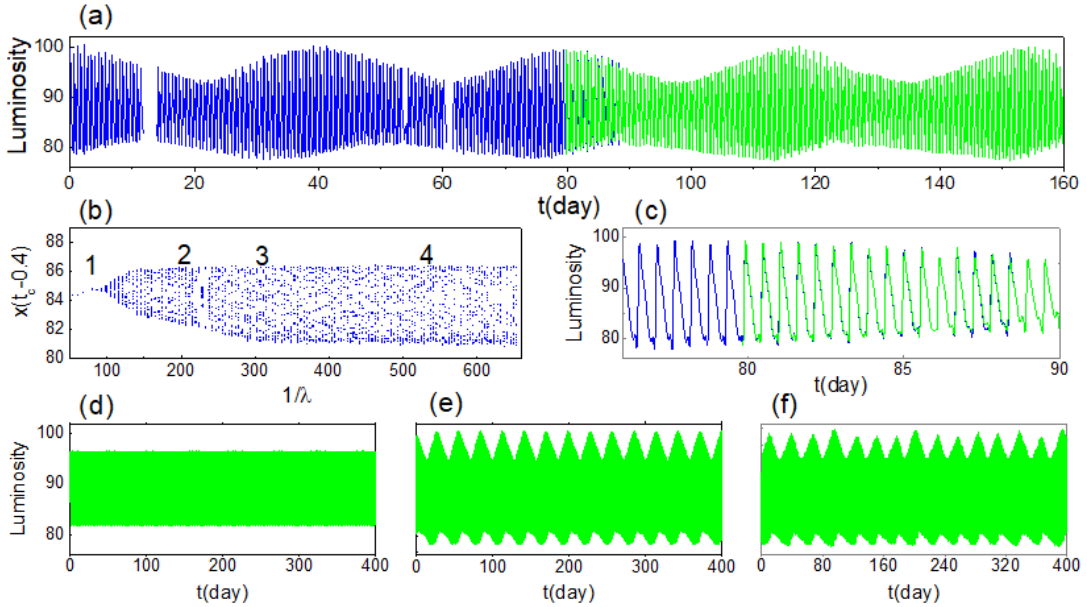 (a)
Luminosity
100
90
80
0 20 40 60 80 100 120 140 160
t(day)
(b)
x(t_c-0.4)
88
86
84
82
80
1 2 3 4
50 100 200 300 400 500 600
1/λ
(c)
Luminosity
100
90
80
80 85 90
t(day)
(d)
Luminosity
100
90
80
0 100 200 300 400
t(day)
(e)
0 100 200 300 400
t(day)
(f)
0 80 160 240 320 400
t(day)